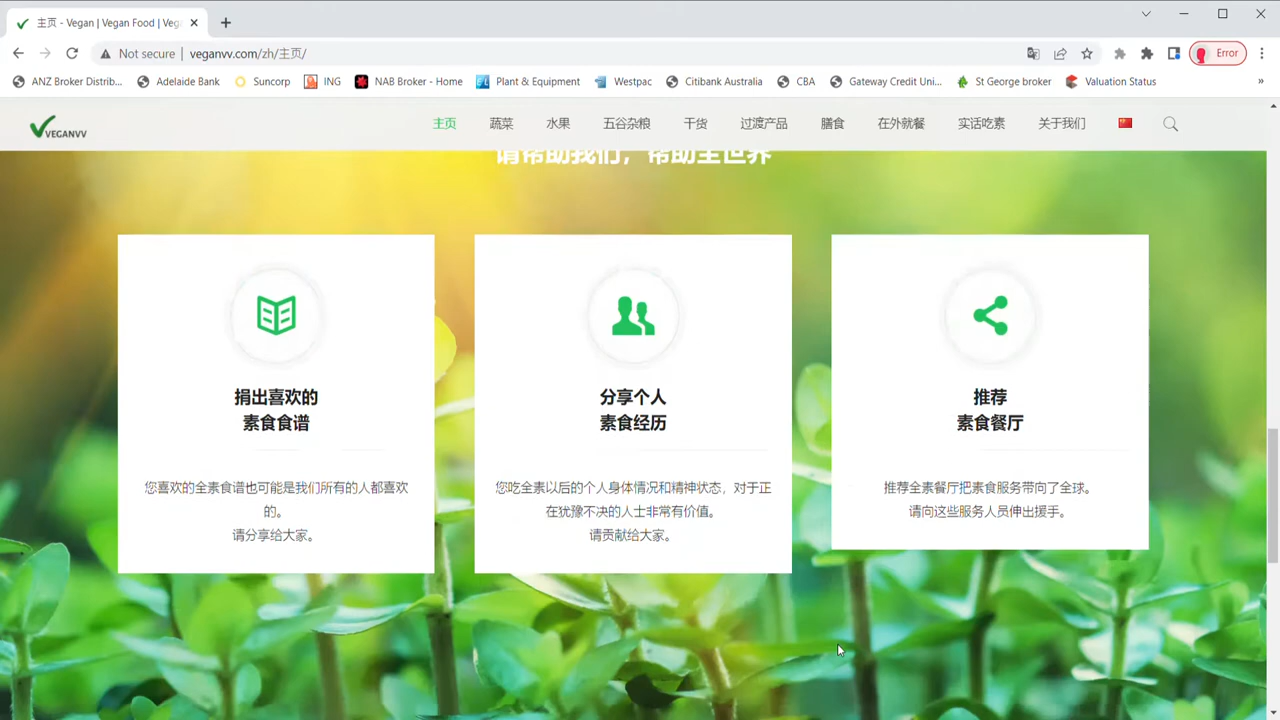 主页 - Vegan | Vegan Food | Veg
Not secure | veganvv.com/zh/主页/
Error
ANZ Broker Distrib... Adelaide Bank Suncorp ING NAB Broker - Home Plant & Equipment Westpac Citibank Australia CBA Gateway Credit Uni... St George broker Valuation Status »
VEGANVV
主页 蔬菜 水果 五谷杂粮 干货 过渡产品 膳食 在外就餐 实话吃素 关于我们
请帮助我们，帮助全世界
捐出喜欢的
素食食谱
您喜欢的全素食谱也可能是我们所有的人都喜欢
的。
请分享给大家。
分享个人
素食经历
您吃全素以后的个人身体情况和精神状态，对于正
在犹豫不决的人士非常有价值。
请贡献给大家。
推荐
素食餐厅
推荐全素餐厅把素食服务带向了全球。
请向这些服务人员伸出援手。